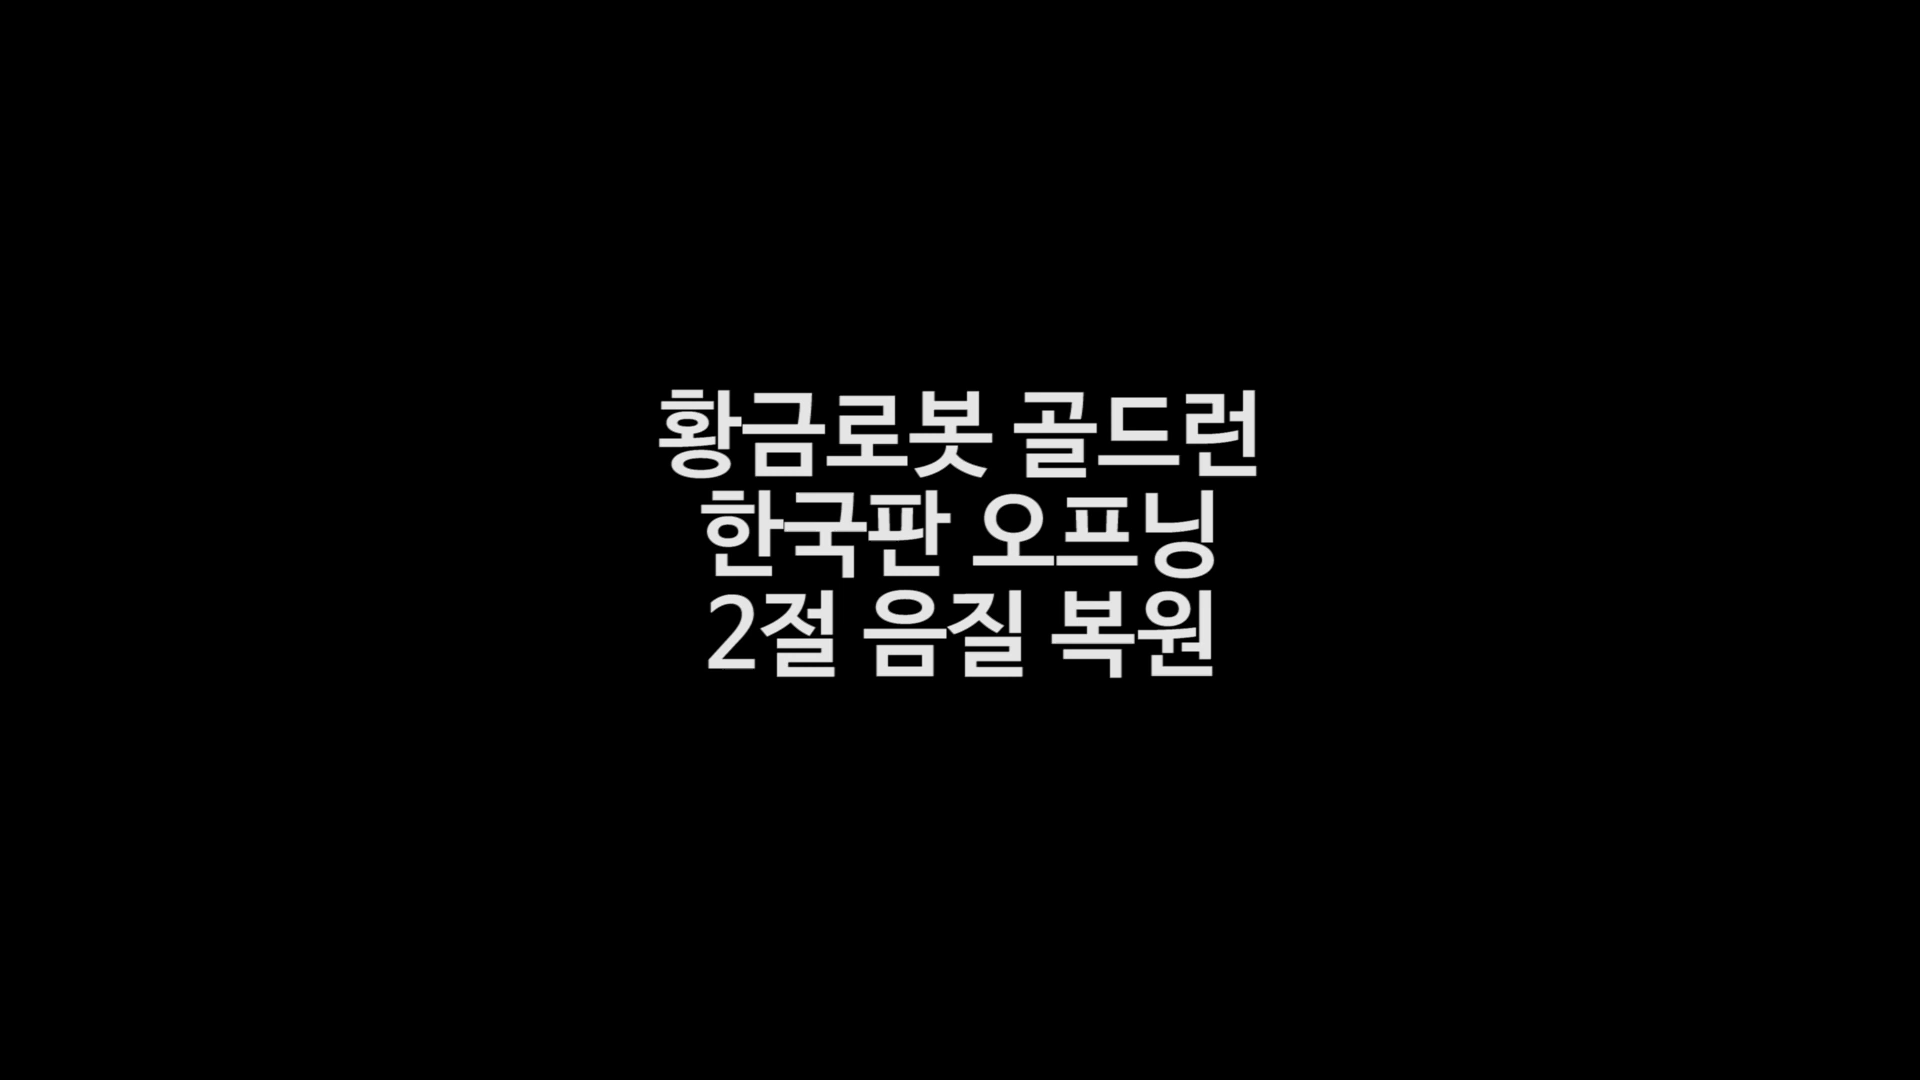 황금로봇 골드런
한국판 오프닝
2절 음질 복원